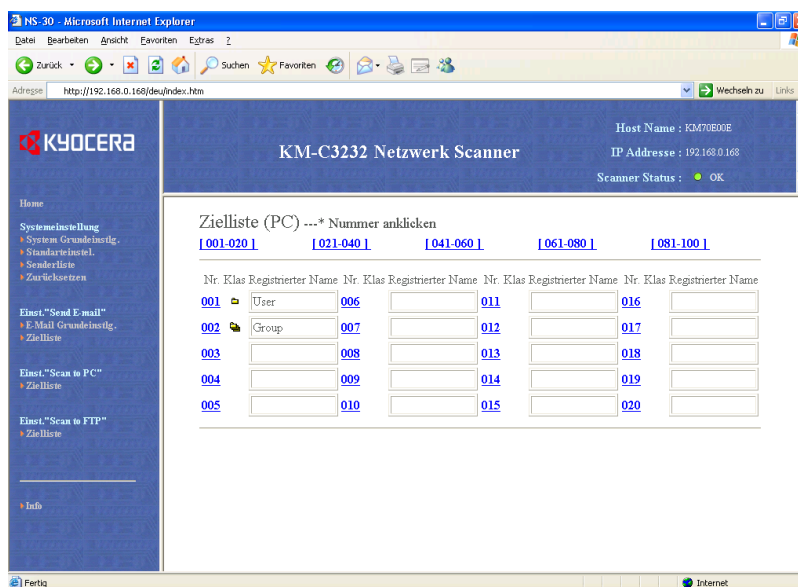 NS-30 - Microsoft Internet Explorer
Datei Bearbeiten Ansicht Favoriten Extras ?
Zurück Suchen Favoriten
Adresse http://192.168.0.168/deu/index.htm Wechseln zu Links
KYOCERA
KM-C3232 Netzwerk Scanner
Host Name : KM70E00E
IP Addresse : 192.168.0.168
Scanner Status : OK
Home
Systemeinstellung
System Grundeinstlg.
Standarteinstel.
Senderliste
Zurücksetzen
Einst."Send E-mail"
E-Mail Grundeinstlg.
Zielliste
Einst."Scan to PC"
Zielliste
Einst."Scan to FTP"
Zielliste
Info
Zielliste (PC) ---* Nummer anklicken
[ 001-020 ] [ 021-040 ] [ 041-060 ] [ 061-080 ] [ 081-100 ]
Nr. Klas Registrierter Name Nr. Klas Registrierter Name Nr. Klas Registrierter Name Nr. Klas Registrierter Name
001 User 006 011 016
002 Group 007 012 017
003 008 013 018
004 009 014 019
005 010 015 020
Fertig Internet